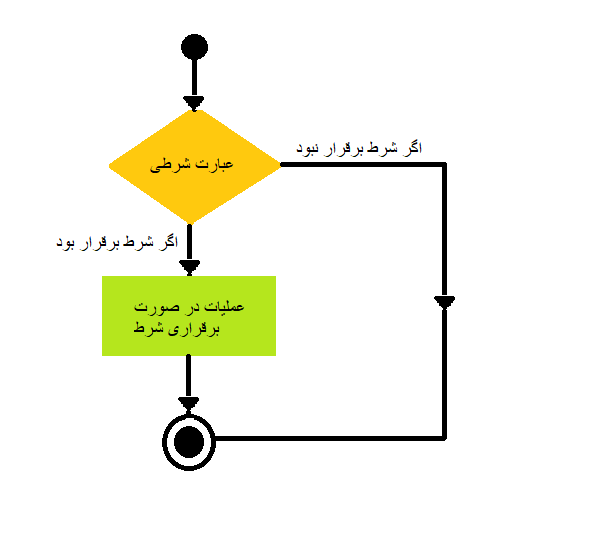 اگر شرط برقرار نبود
عبارت شرطی
اگر شرط برقرار بود
عملیات در صورت
برقراری شرط